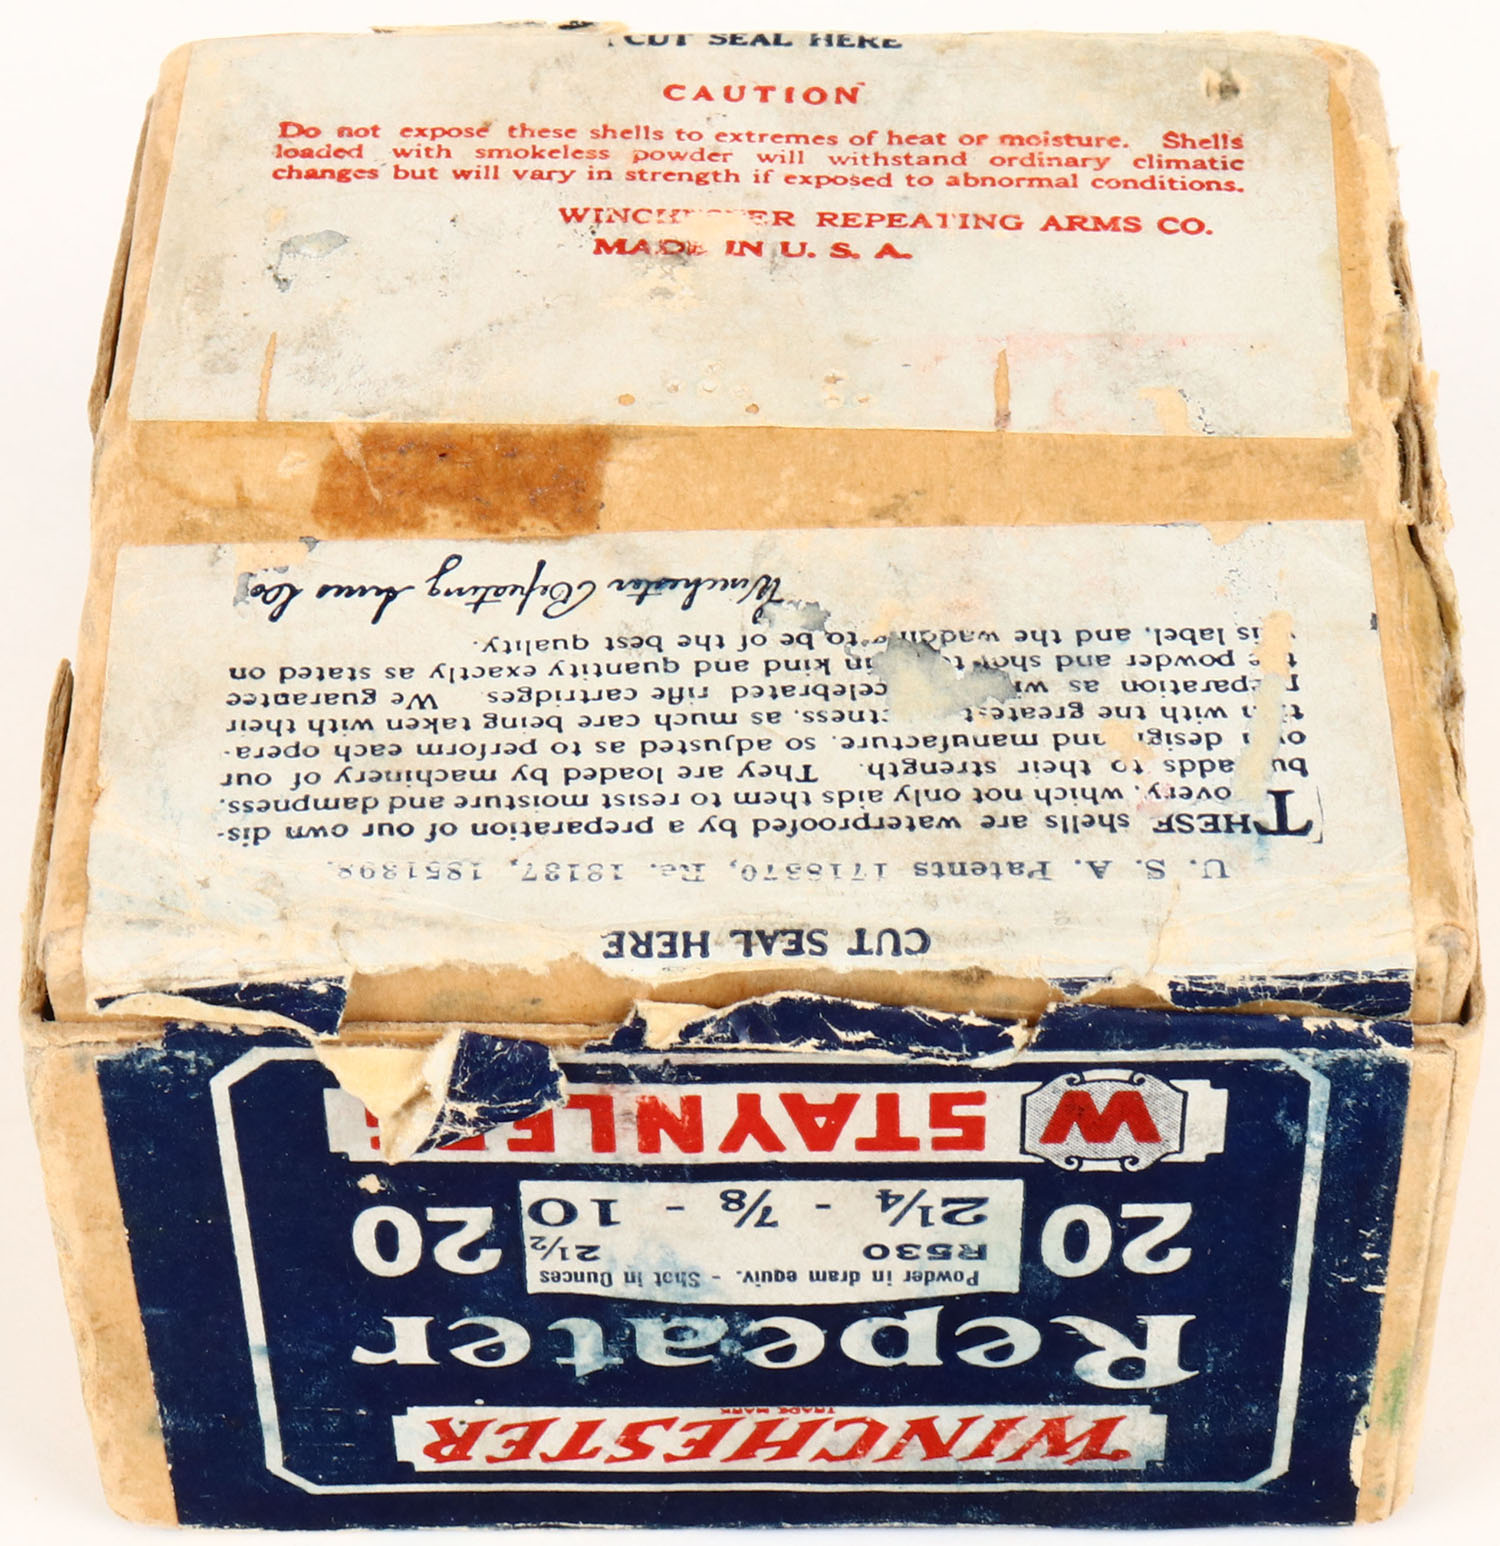 CUT SEAL HERE
CAUTION
Do not expose these shells to extremes of heat or moisture. Shells
loaded with smokeless powder will withstand ordinary climatic
changes but will vary in strength if exposed to abnormal conditions.
WINCHESTER REPEATING ARMS CO.
MADE IN U. S. A.
CUT SEAL HERE
U. S. A. Patents 1718370, Re. 18187, 1851398.
THESE shells are waterproofed by a preparation of our own dis-
overy, which not only aids them to resist moisture and dampness,
but adds to their strength. They are loaded by machinery of our
own design and manufacture, so adjusted as to perform each opera-
with the greatest, as much care being taken with their
as celebrated rifle cartridges. We guarantee
powder and shot in kind and quantity exactly as stated on
label, and the wadding to be of the best quality.
Winchester Repeating Arms Co
WINCHESTER
TRADE MARK
Repeater
Powder in dram equiv. - Shot in Ounces
R530 2½
20 2¼ - ⅞ - 10 20
W STAYNLE